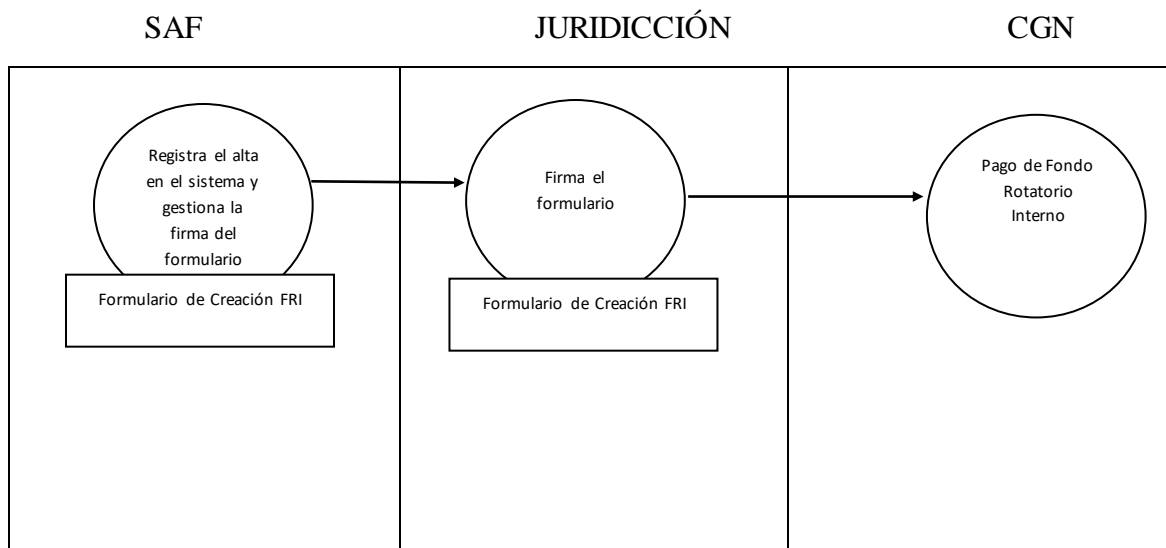 SAF
JURIDICCIÓN
CGN
Registra el alta
en el sistema y
gestiona la
firma del
formulario
Formulario de Creación FRI
Firma el
formulario
Formulario de Creación FRI
Pago de Fondo
Rotatorio
Interno